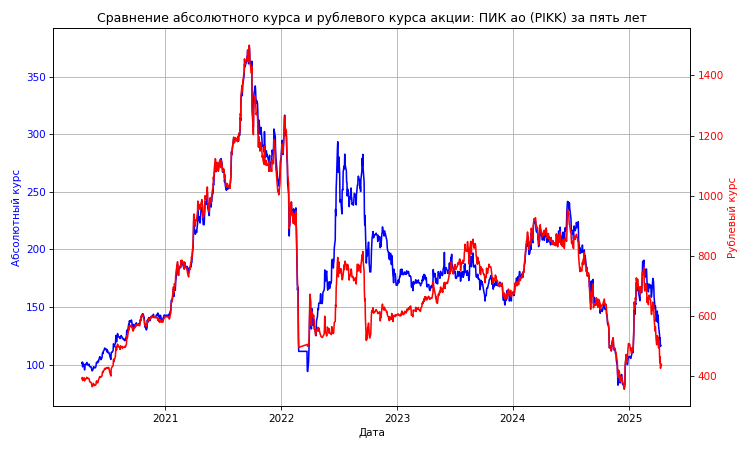 Сравнение абсолютного курса и рублевого курса акции: ПИК ао (PIKK) за пять лет
350
300
250
200
150
100
1400
1200
1000
800
600
400
Абсолютный курс
Рублевый курс
2021 2022 2023 2024 2025
Дата